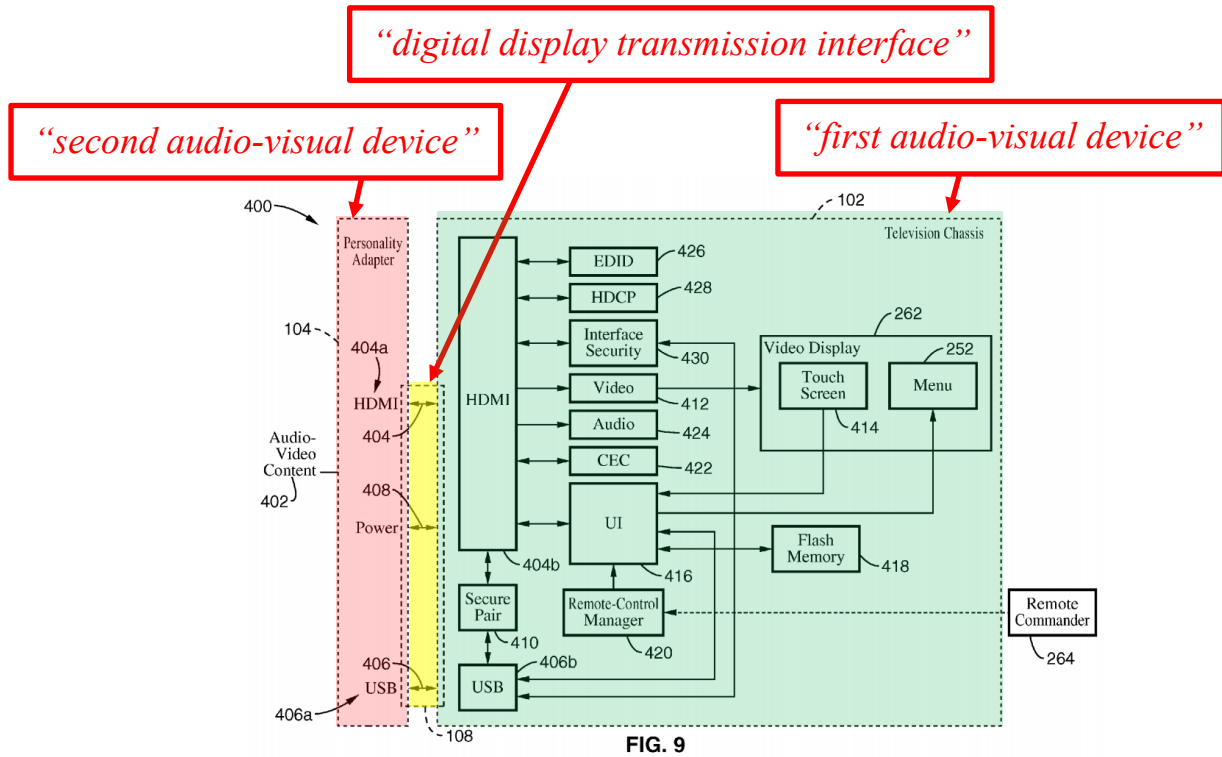 “digital display transmission interface”
“second audio-visual device”
“first audio-visual device”
400
102
Personality
Adapter
Television Chassis
EDID
426
HDCP
428
104
262
Interface
Security
430
Video Display
252
404a
Touch
Screen
Menu
HDMI
HDMI
Video
412
414
404
Audio
424
Audio-
Video
Content
402
CEC
422
408
Power
UI
Flash
Memory
418
404b
416
Secure
Pair
410
Remote-Control
Manager
420
Remote
Commander
264
406
406b
USB
USB
406a
108
FIG. 9